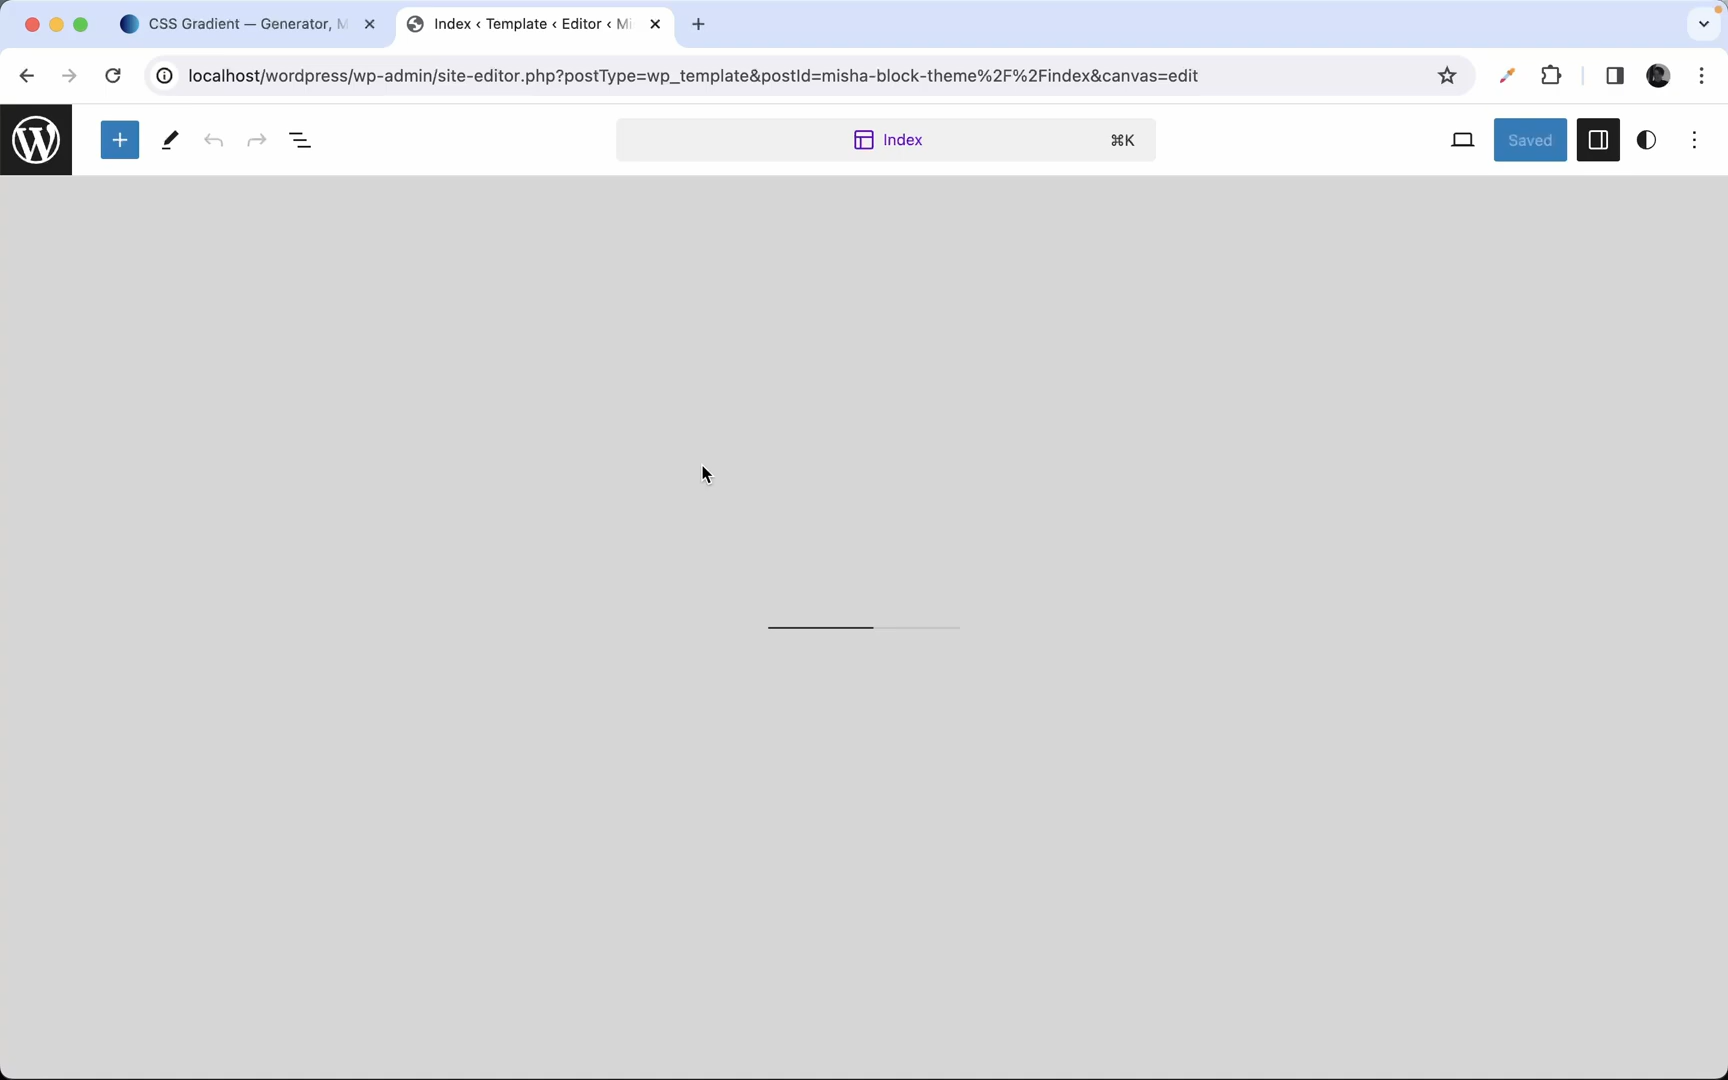 CSS Gradient — Generator, M
Index ‹ Template ‹ Editor ‹ Mi
localhost/wordpress/wp-admin/site-editor.php?postType=wp_template&postId=misha-block-theme%2F%2Findex&canvas=edit
Index
⌘K
Saved